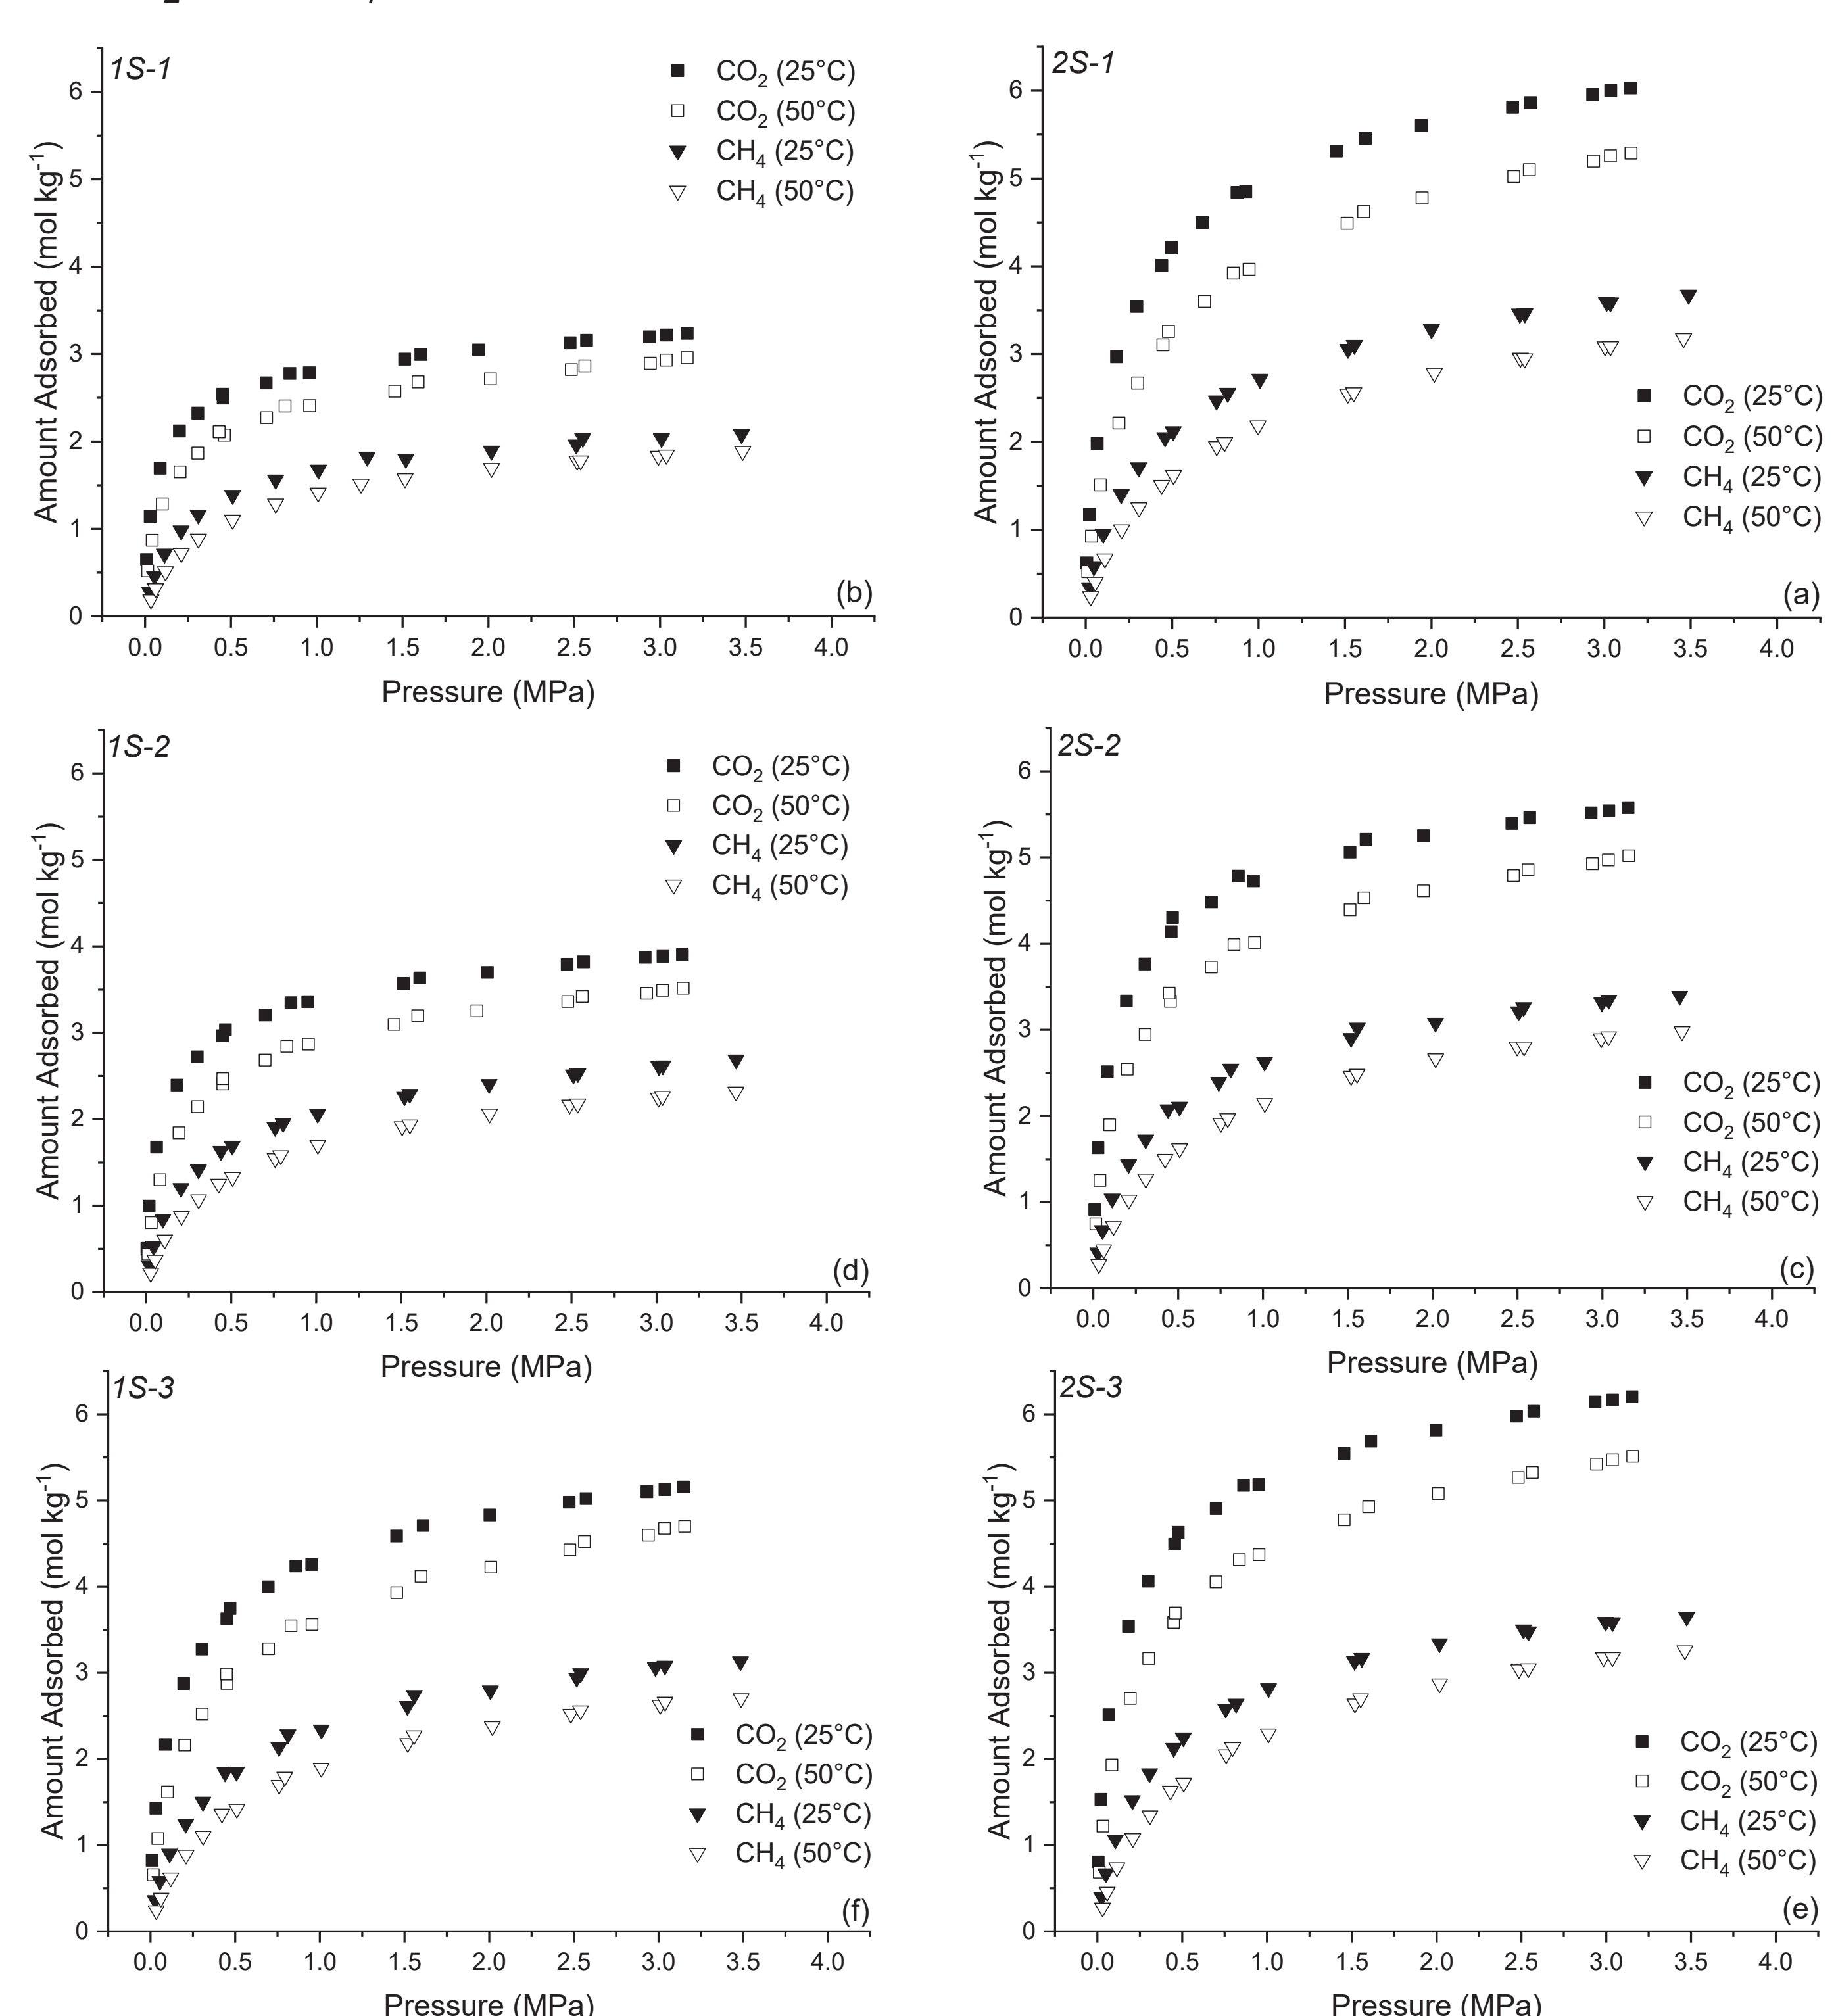 1S-1
CO2 (25°C)
CO2 (50°C)
CH4 (25°C)
CH4 (50°C)
Amount Adsorbed (mol kg-1)
6
5
4
3
2
1
0
(b)
0.0 0.5 1.0 1.5 2.0 2.5 3.0 3.5 4.0
Pressure (MPa)
2S-1
Amount Adsorbed (mol kg-1)
6
5
4
3
2
1
0
CO2 (25°C)
CO2 (50°C)
CH4 (25°C)
CH4 (50°C)
(a)
0.0 0.5 1.0 1.5 2.0 2.5 3.0 3.5 4.0
Pressure (MPa)
1S-2
CO2 (25°C)
CO2 (50°C)
CH4 (25°C)
CH4 (50°C)
Amount Adsorbed (mol kg-1)
6
5
4
3
2
1
0
(d)
0.0 0.5 1.0 1.5 2.0 2.5 3.0 3.5 4.0
Pressure (MPa)
2S-2
Amount Adsorbed (mol kg-1)
6
5
4
3
2
1
0
CO2 (25°C)
CO2 (50°C)
CH4 (25°C)
CH4 (50°C)
(c)
0.0 0.5 1.0 1.5 2.0 2.5 3.0 3.5 4.0
Pressure (MPa)
1S-3
Amount Adsorbed (mol kg-1)
6
5
4
3
2
1
0
CO2 (25°C)
CO2 (50°C)
CH4 (25°C)
CH4 (50°C)
(f)
0.0 0.5 1.0 1.5 2.0 2.5 3.0 3.5 4.0
Pressure (MPa)
2S-3
Amount Adsorbed (mol kg-1)
6
5
4
3
2
1
0
CO2 (25°C)
CO2 (50°C)
CH4 (25°C)
CH4 (50°C)
(e)
0.0 0.5 1.0 1.5 2.0 2.5 3.0 3.5 4.0
Pressure (MPa)